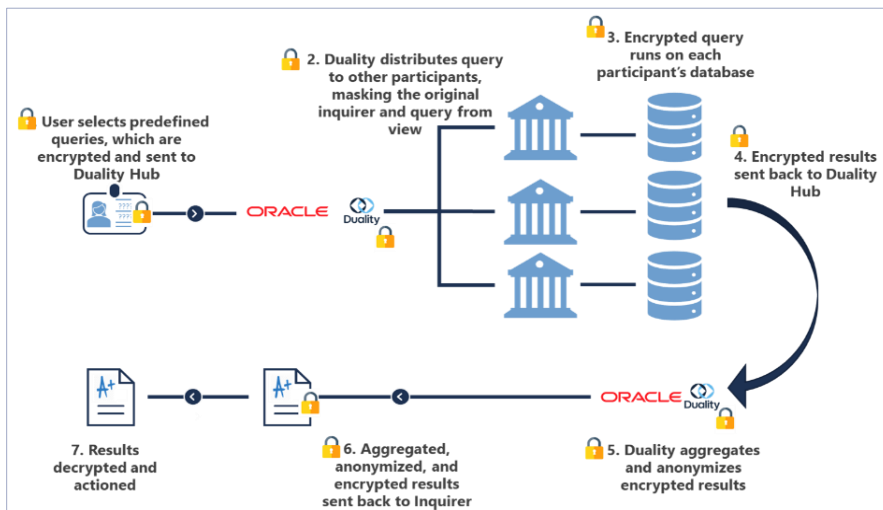 User selects predefined
queries, which are
encrypted and sent to
Duality Hub
2. Duality distributes query
to other participants,
masking the original
inquirer and query from
view
3. Encrypted query
runs on each
participant's database
4. Encrypted results
sent back to Duality
Hub
????
????
ORACLE
Duality
ORACLE
Duality
A+
A+
7. Results
decrypted and
actioned
6. Aggregated,
anonymized, and
encrypted results
sent back to Inquirer
5. Duality aggregates
and anonymizes
encrypted results